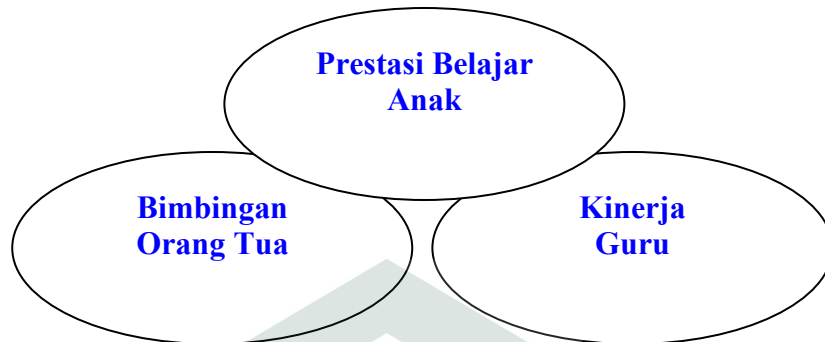 Prestasi Belajar
Anak
Bimbingan
Orang Tua
Kinerja
Guru